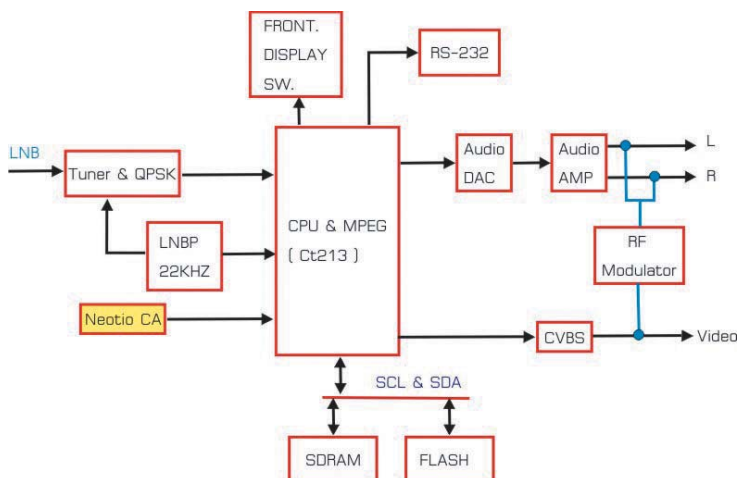 FRONT.
DISPLAY
SW.
RS-232
LNB
Tuner & QPSK
Audio
DAC
Audio
AMP
L
R
LNBP
22KHZ
CPU & MPEG
( Ct213 )
RF
Modulator
Neotio CA
CVBS
Video
SCL & SDA
SDRAM
FLASH